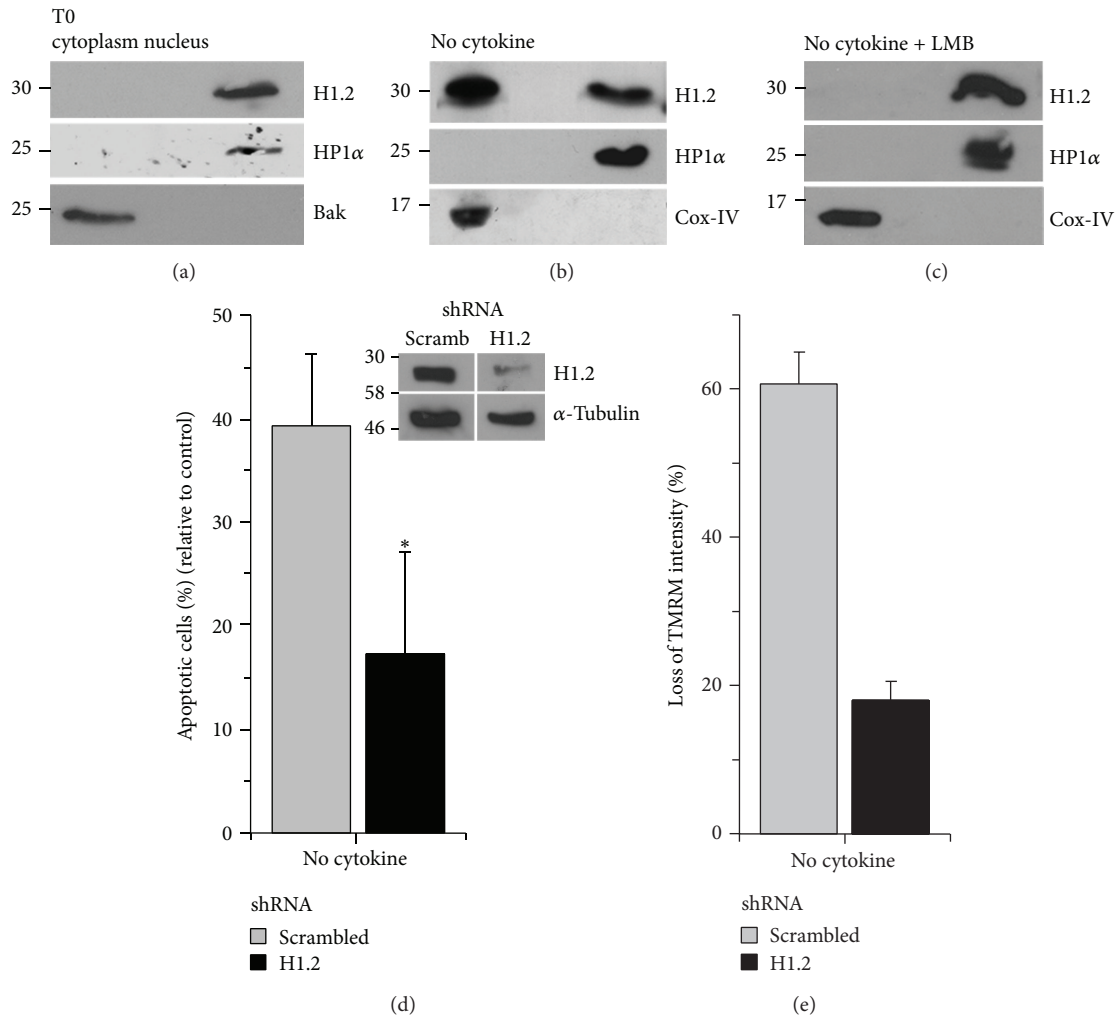 T0
cytoplasm nucleus
30
H1.2
25
HP1α
25
Bak
(a)
No cytokine
30
H1.2
25
HP1α
17
Cox-IV
(b)
No cytokine + LMB
30
H1.2
25
HP1α
17
Cox-IV
(c)
50
40
30
20
10
0
Apoptotic cells (%) (relative to control)
shRNA
Scramb H1.2
30
H1.2
58
α-Tubulin
46
*
No cytokine
shRNA
Scrambled
H1.2
(d)
60
40
20
0
Loss of TMRM intensity (%)
No cytokine
shRNA
Scrambled
H1.2
(e)